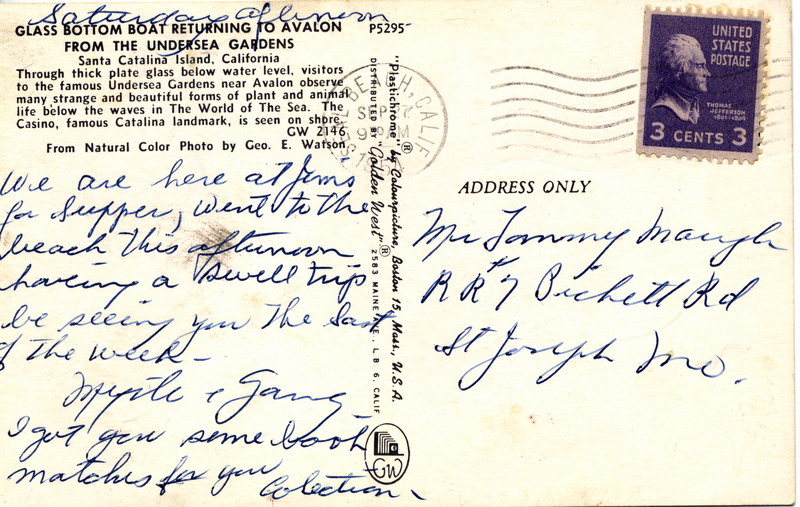 Saturday afternoon
GLASS BOTTOM BOAT RETURNING TO AVALON
FROM THE UNDERSEA GARDENS
Santa Catalina Island, California
Through thick plate glass below water level, visitors
to the famous Undersea Gardens near Avalon observe
many strange and beautiful forms of plant and animal
life below the waves in The World of The Sea. The
Casino, famous Catalina landmark, is seen on shore.
GW 2146
From Natural Color Photo by Geo. E. Watson
P5295
We are here at Jims
for supper, went to the
beach this afternoon
having a swell trip
be seeing you the last
of the week -
Myrtle & Gang
I got you some book
matches for you
Colection -
DISTRIBUTED BY "Golden West"® 2583 MAINE AVE., L.B. 6, CALIF.
"Plastichrome"® by Colourpicture, Boston 15, Mass., U.S.A.
GW
BEACH, CALIF
SEP
UNITED
STATES
POSTAGE
THOMAS
JEFFERSON
1801-1809
3 CENTS 3
ADDRESS ONLY
Mr Tommy
R R # 7 Pickett Rd
St Joseph Mo.